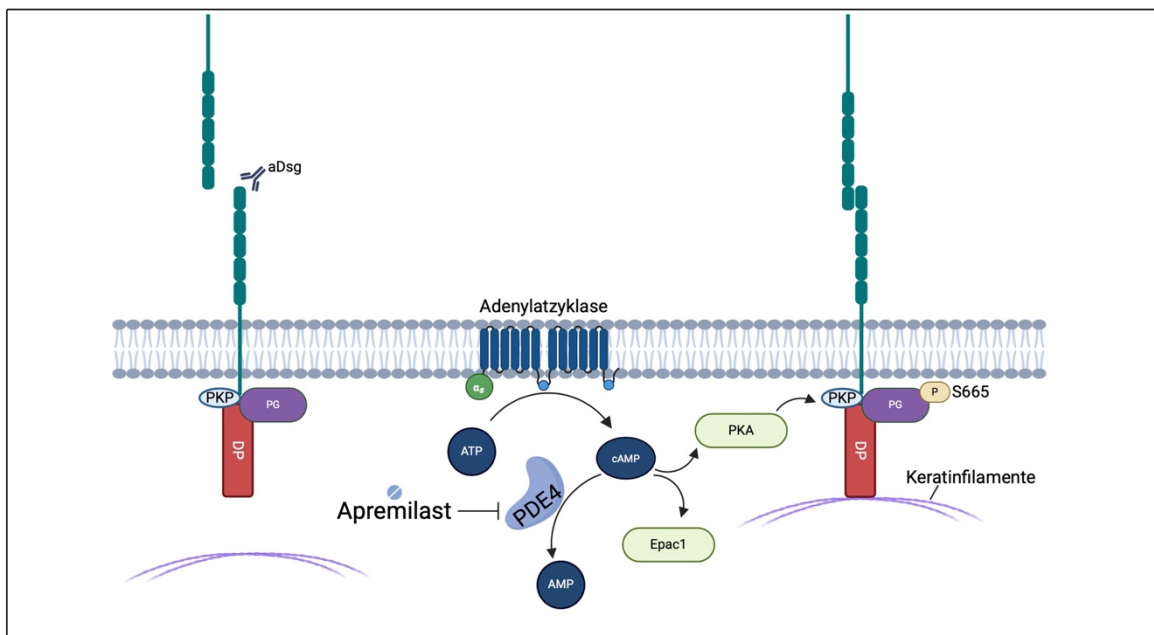 aDsg
Adenylatzyklase
αs
PKP
PG
DP
ATP
cAMP
PKA
PKP
PG
P
S665
DP
Keratinfilamente
Apremilast
PDE4
Epac1
AMP